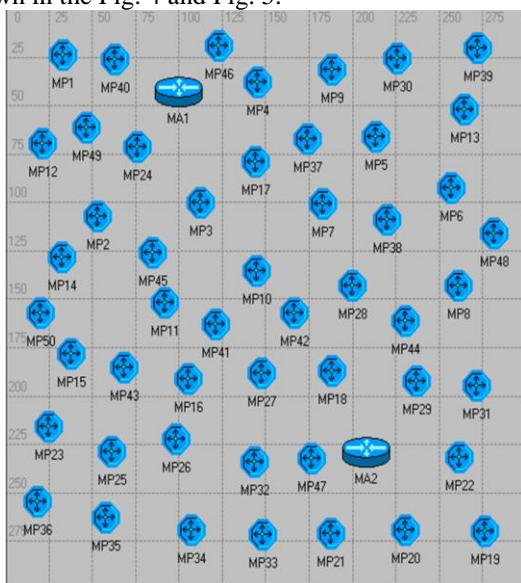 wn in the Fig. 4 and Fig. 5.
0 25 50 75 100 125 150 175 200 225 250 275
25
MP46
MP39
MP1 MP40 MP9 MP30
MP4
50
MA1
MP13
MP49 MP37 MP5
75
MP12 MP24
MP17
100
MP6
MP3 MP7
MP2 MP38
125
MP48
MP14 MP45
MP10
150
MP11 MP28 MP8
MP50 MP42
MP41 MP44
175
MP15
MP43 MP27 MP18
MP16 MP29 MP31
200
225
MP23
MP26
MP25 MA2 MP22
MP32 MP47
250
MP36
MP35
275
MP34 MP33 MP21 MP20 MP19